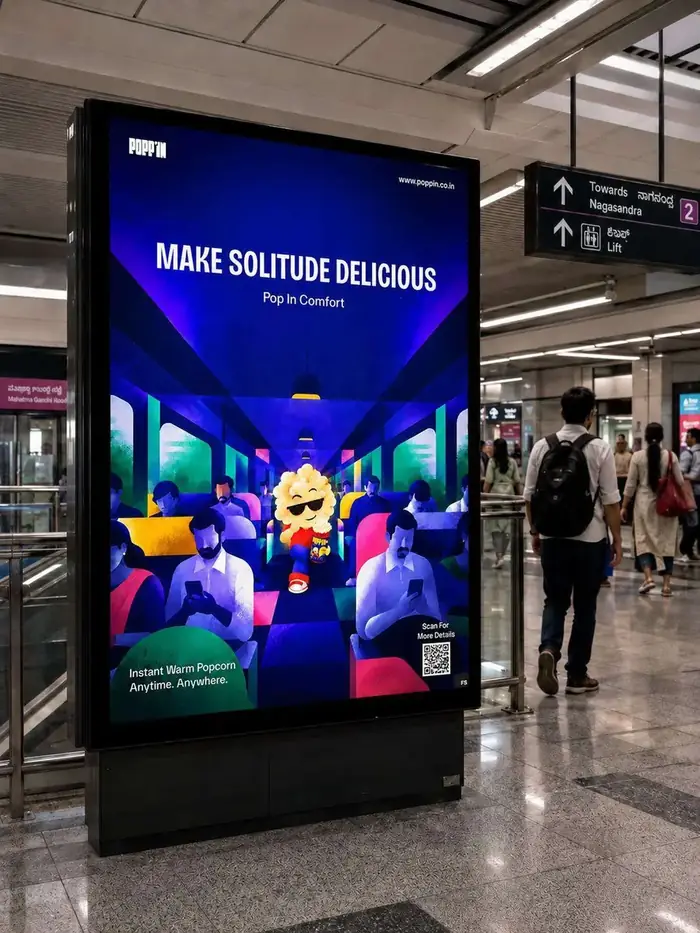 POPP'IN
www.poppin.co.in
MAKE SOLITUDE DELICIOUS
Pop In Comfort
Instant Warm Popcorn
Anytime. Anywhere.
Scan For
More Details
FS
Towards ನಾಗಸಂದ್ರ
Nagasandra
2
Lift
Mahatma Gandhi Road